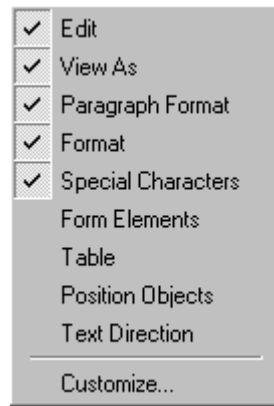 Edit
View As
Paragraph Format
Format
Special Characters
Form Elements
Table
Position Objects
Text Direction
Customize...